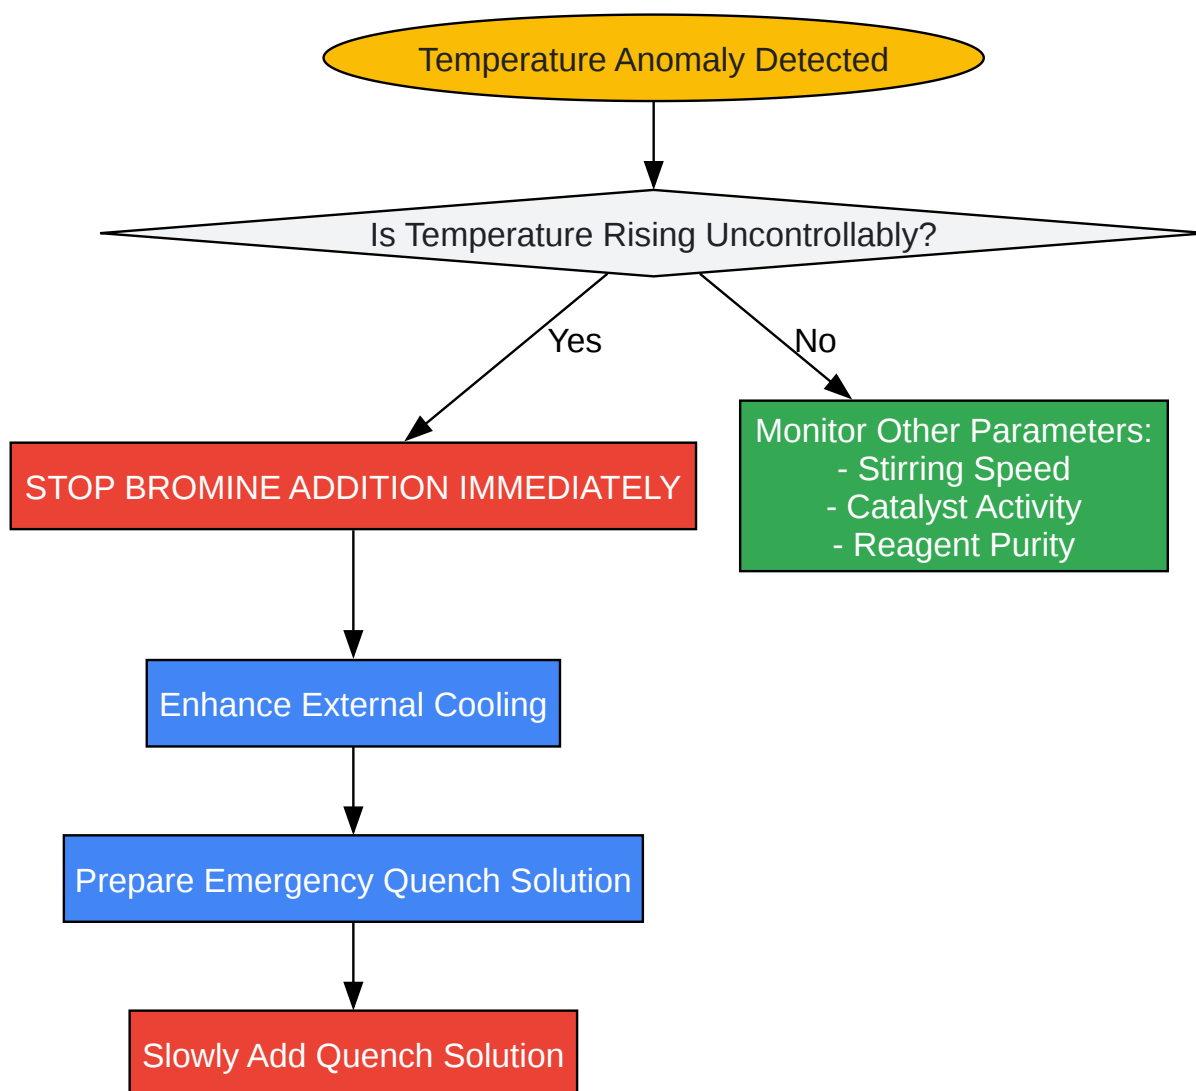 Temperature Anomaly Detected
Is Temperature Rising Uncontrollably?
Yes
No
STOP BROMINE ADDITION IMMEDIATELY
Monitor Other Parameters:
- Stirring Speed
- Catalyst Activity
- Reagent Purity
Enhance External Cooling
Prepare Emergency Quench Solution
Slowly Add Quench Solution